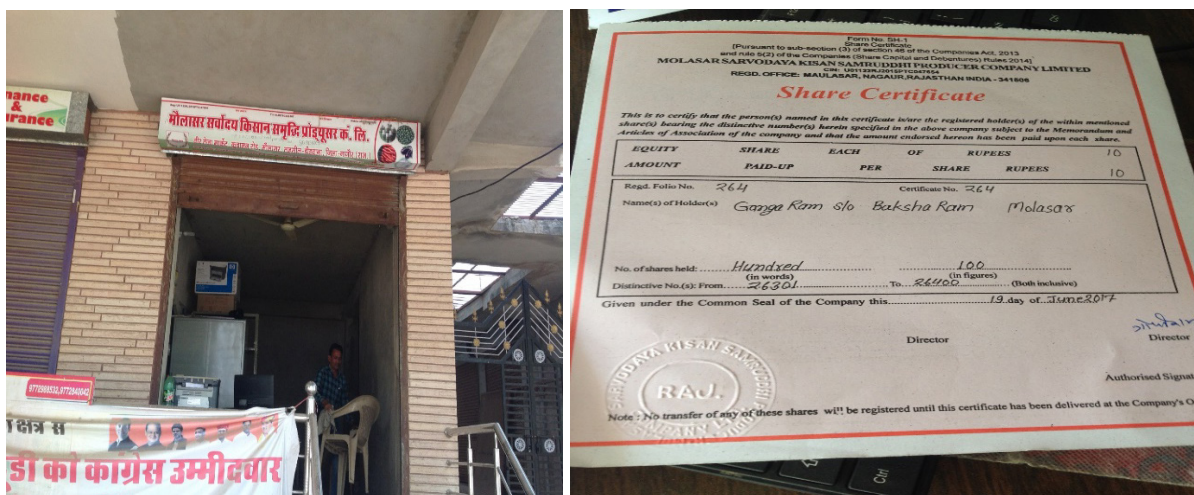 nance
&
urance
मौलासर सर्वोदय किसान समृद्धि प्रोड्यूसर कं. लि.
9772988532,9772840042
क्षेत्र से
डी को कांग्रेस उम्मीदवार
Form No. SH-1
Share Certificate
[Pursuant to sub-section (3) of section 46 of the Companies Act, 2013
and rule 5(2) of the Companies (Share Capital and Debentures) Rules 2014]
MOLASAR SARVODAYA KISAN SAMRUDDHI PRODUCER COMPANY LIMITED
REGD. OFFICE: MAULASAR, NAGAUR,RAJASTHAN INDIA - 341506
Share Certificate
This is to certify that the person(s) named in this certificate is/are the registered holder(s) of the within mentioned
share(s) bearing the distinctive number(s) herein specified in the above company subject to the Memorandum and
Articles of Association of the company and that the amount endorsed hereon has been paid upon each share.
EQUITY SHARE EACH OF RUPEES 10
AMOUNT PAID-UP PER SHARE RUPEES 10
Regd. Folio No. 264 Certificate No. 264
Name(s) of Holder(s) Ganga Ram s/o Baksha Ram Molasar
No. of shares held: Hundred 100
(in words) (in figures)
Distinctive No.(s): From 26301 To 26400 (Both inclusive)
Given under the Common Seal of the Company this 19 day of June 2017
Director Director
Authorised Signat
SARVODAYA KISAN SAMRUDDHI
RAJ.
COMPANY
Note : No transfer of any of these shares will be registered until this certificate has been delivered at the Company's O
Ctrl